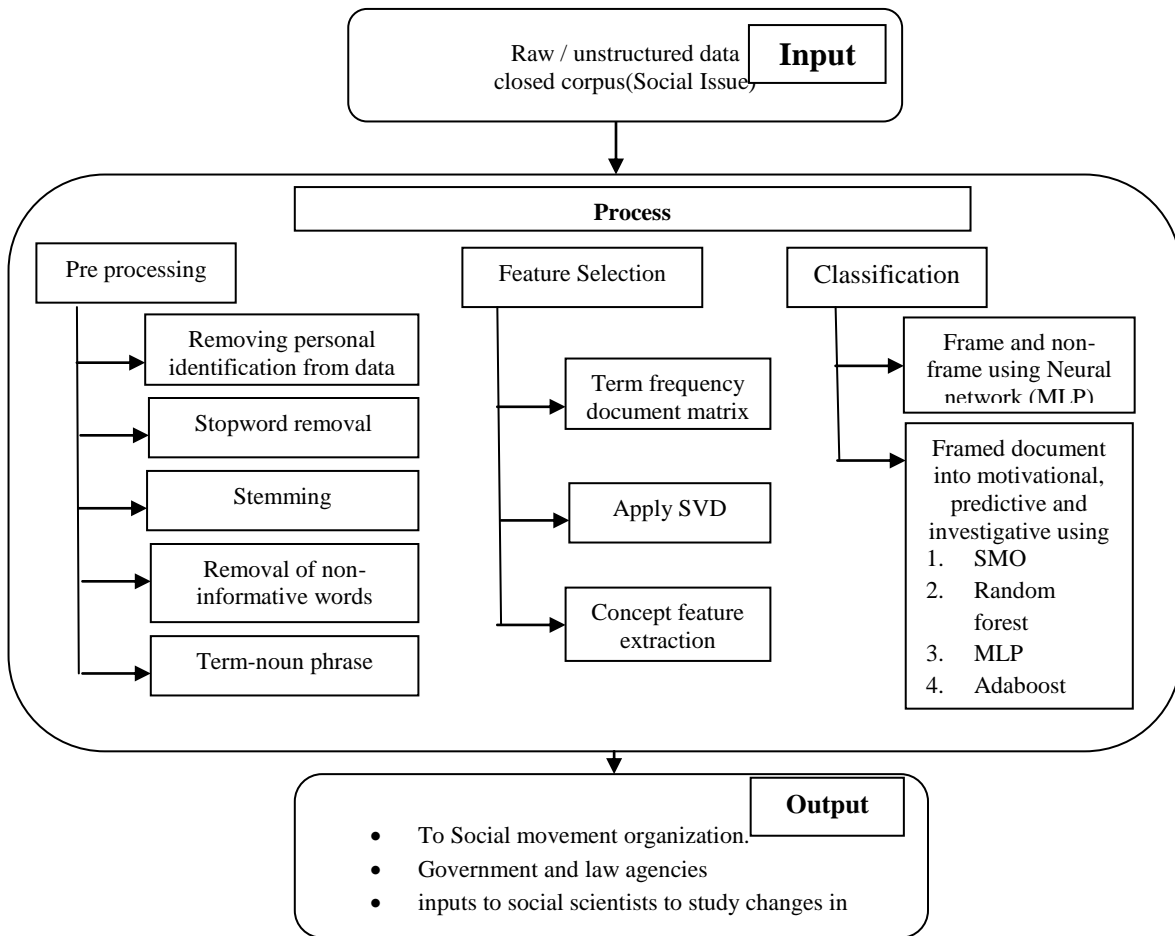 Raw / unstructured data
closed corpus(Social Issue)
Input
Process
Pre processing
Removing personal
identification from data
Stopword removal
Stemming
Removal of non-
informative words
Term-noun phrase
Feature Selection
Term frequency
document matrix
Apply SVD
Concept feature
extraction
Classification
Frame and non-
frame using Neural
network (MLP)
Framed document
into motivational,
predictive and
investigative using
1. SMO
2. Random
forest
3. MLP
4. Adaboost
Output
• To Social movement organization.
• Government and law agencies
• inputs to social scientists to study changes in